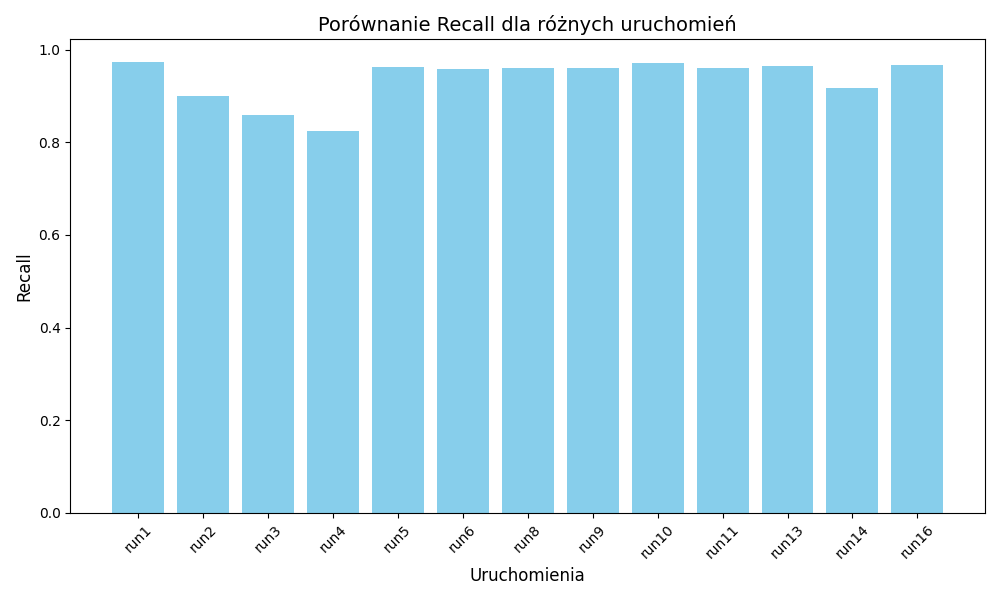 Porównanie Recall dla różnych uruchomień
Recall
1.0
0.8
0.6
0.4
0.2
0.0
run1
run2
run3
run4
run5
run6
run8
run9
run10
run11
run13
run14
run16
Uruchomienia